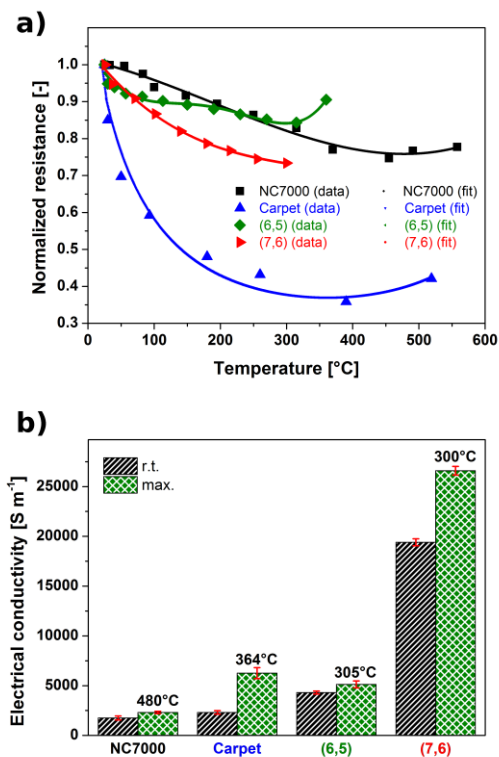 a)
1.0
0.9
0.8
0.7
0.6
0.5
0.4
0.3
Normalized resistance [-]
NC7000 (data) NC7000 (fit)
Carpet (data) Carpet (fit)
(6,5) (data) (6,5) (fit)
(7,6) (data) (7,6) (fit)
0 100 200 300 400 500 600
Temperature [°C]
b)
r.t.
max.
25000
20000
15000
10000
5000
0
Electrical conductivity [S m⁻¹]
480°C
364°C
305°C
300°C
NC7000 Carpet (6,5) (7,6)